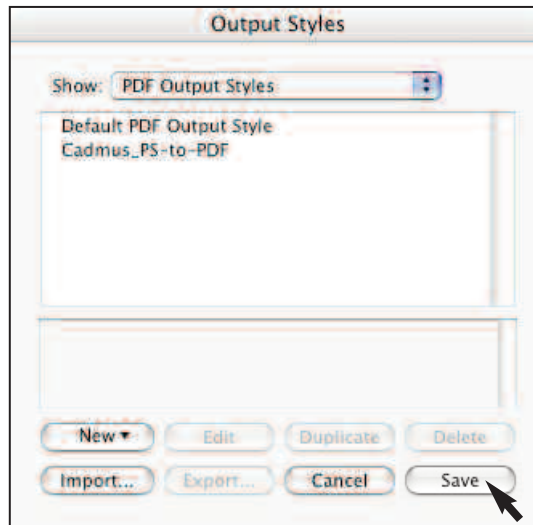 Output Styles
Show: PDF Output Styles
Default PDF Output Style
Cadmus_PS-to-PDF
New Edit Duplicate Delete
Import... Export... Cancel Save